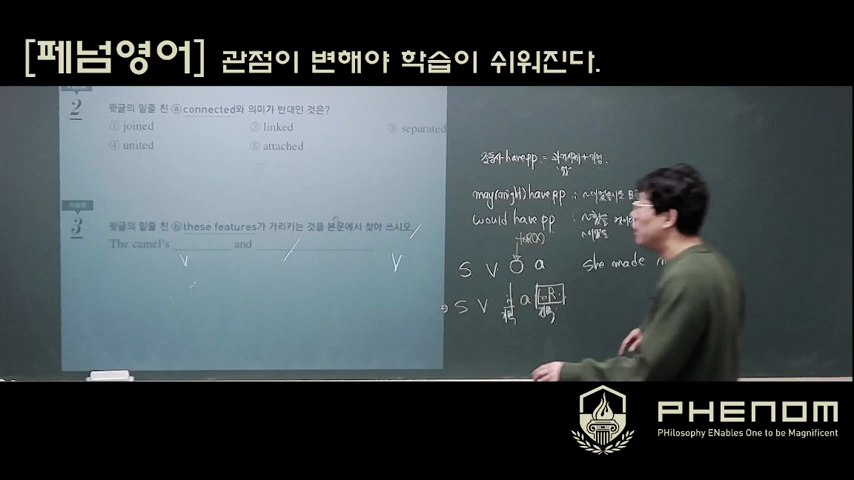 [페넘영어] 관점이 변해야 학습이 쉬워진다.
2 윗글의 밑줄 친 ⓐ connected와 의미가 반대인 것은?
① joined ② linked ③ separated
④ united ⑤ attached
3 윗글의 밑줄 친 ⓑ these features가 가리키는 것을 본문에서 찾아 쓰시오.
The camel's and
조동사 have pp =
may(might) have pp :
would have pp :
toR(X)
S V O a She made
⇒ S V it a toR
PHENOM
PHilosophy ENables One to be Magnificent